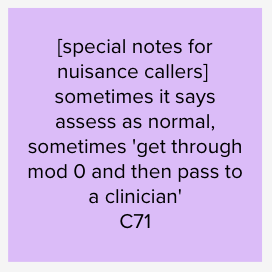 [special notes for
nuisance callers]
sometimes it says
assess as normal,
sometimes 'get through
mod 0 and then pass to
a clinician'
C71